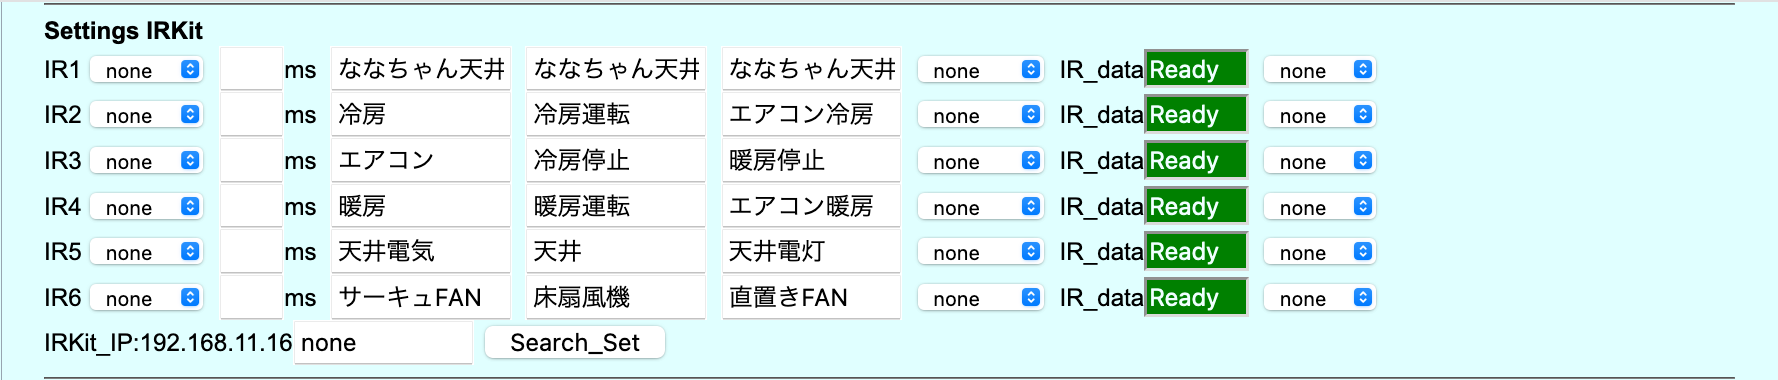 Settings IRKit
IR1 none ms ななちゃん天井 ななちゃん天井 ななちゃん天井 none IR_data Ready none
IR2 none ms 冷房 冷房運転 エアコン冷房 none IR_data Ready none
IR3 none ms エアコン 冷房停止 暖房停止 none IR_data Ready none
IR4 none ms 暖房 暖房運転 エアコン暖房 none IR_data Ready none
IR5 none ms 天井電気 天井 天井電灯 none IR_data Ready none
IR6 none ms サーキュFAN 床扇風機 直置きFAN none IR_data Ready none
IRKit_IP:192.168.11.16 none Search_Set